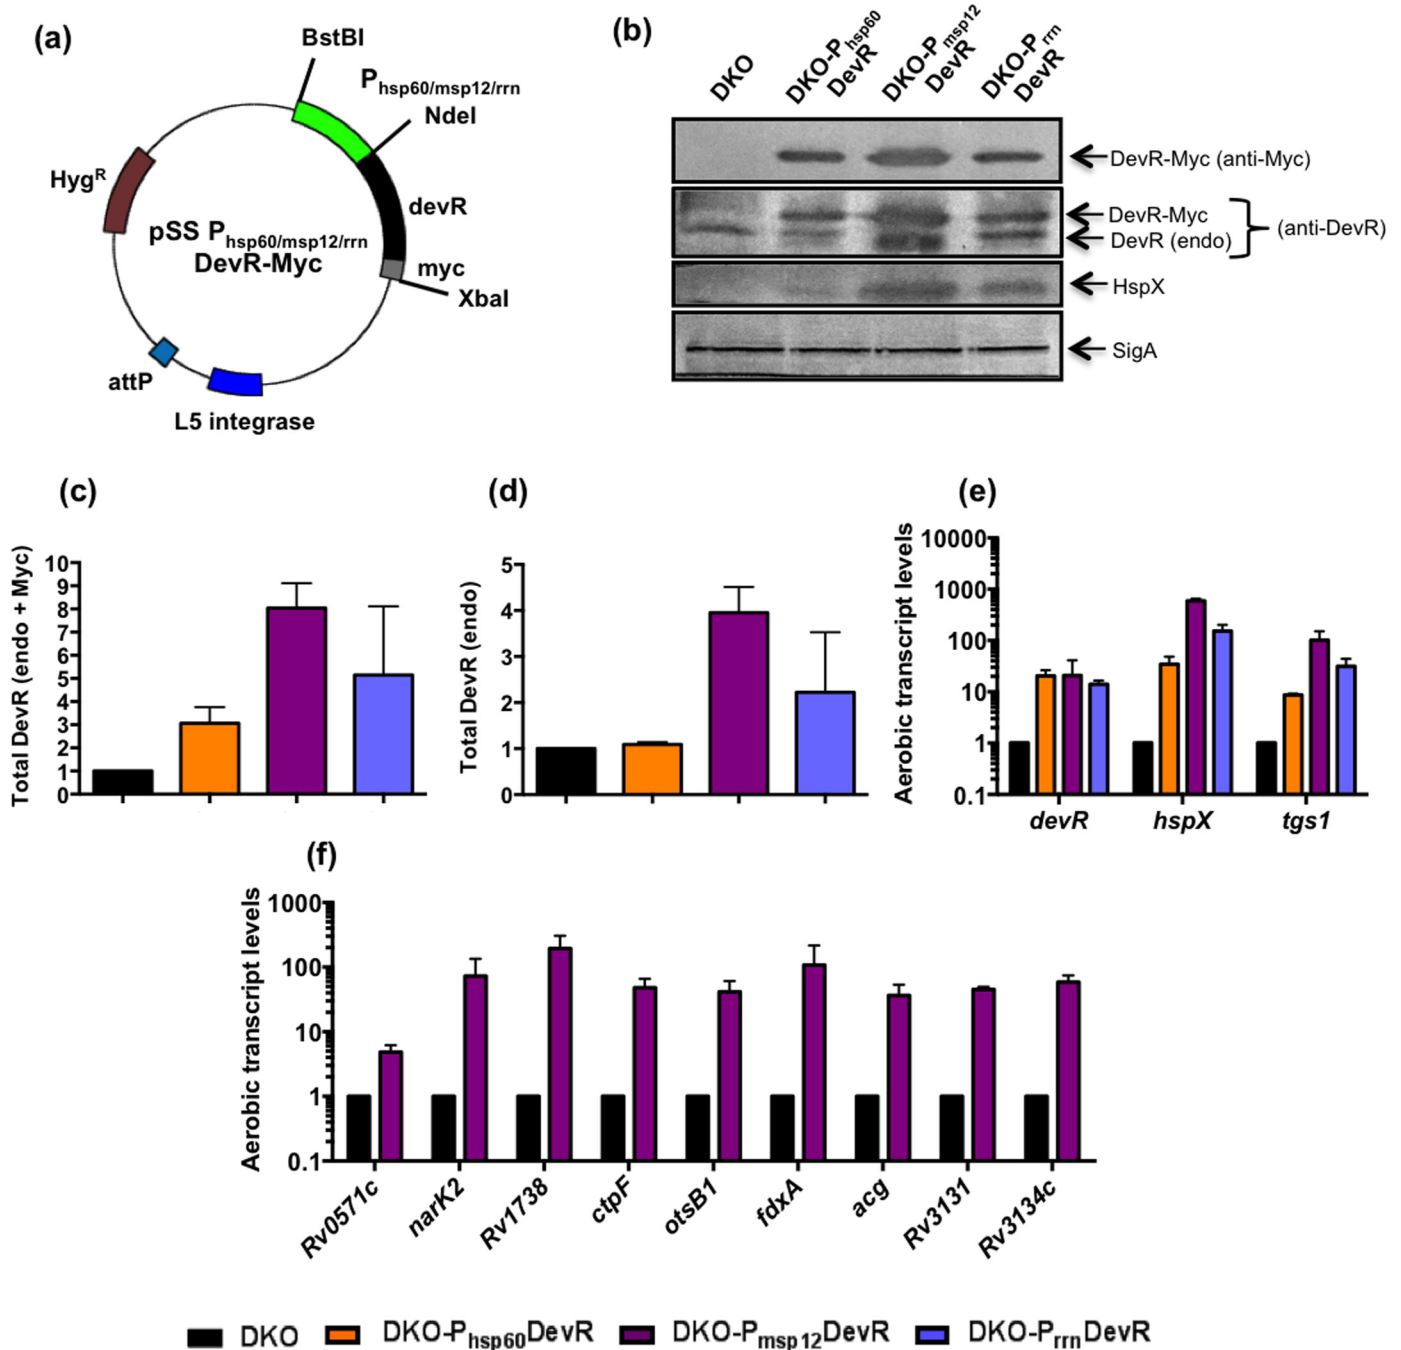 (a)
BstBI
Phsp60/msp12/rrn
NdeI
HygR
devR
pSS Phsp60/msp12/rrn
DevR-Myc
myc
XbaI
attP
L5 integrase
(b)
DKO
DKO-Phsp60
DevR
DKO-Pmsp12
DevR
DKO-Prrn
DevR
DevR-Myc (anti-Myc)
DevR-Myc
DevR (endo)
(anti-DevR)
HspX
SigA
(c)
Total DevR (endo + Myc)
10
9
8
7
6
5
4
3
2
1
0
(d)
Total DevR (endo)
5
4
3
2
1
0
(e)
Aerobic transcript levels
10000
1000
100
10
1
0.1
devR hspX tgs1
(f)
Aerobic transcript levels
1000
100
10
1
0.1
Rv0571c
narK2
Rv1738
ctpF
otsB1
fdxA
acg
Rv3131
Rv3134c
DKO DKO-Phsp60DevR DKO-Pmsp12DevR DKO-PrrnDevR